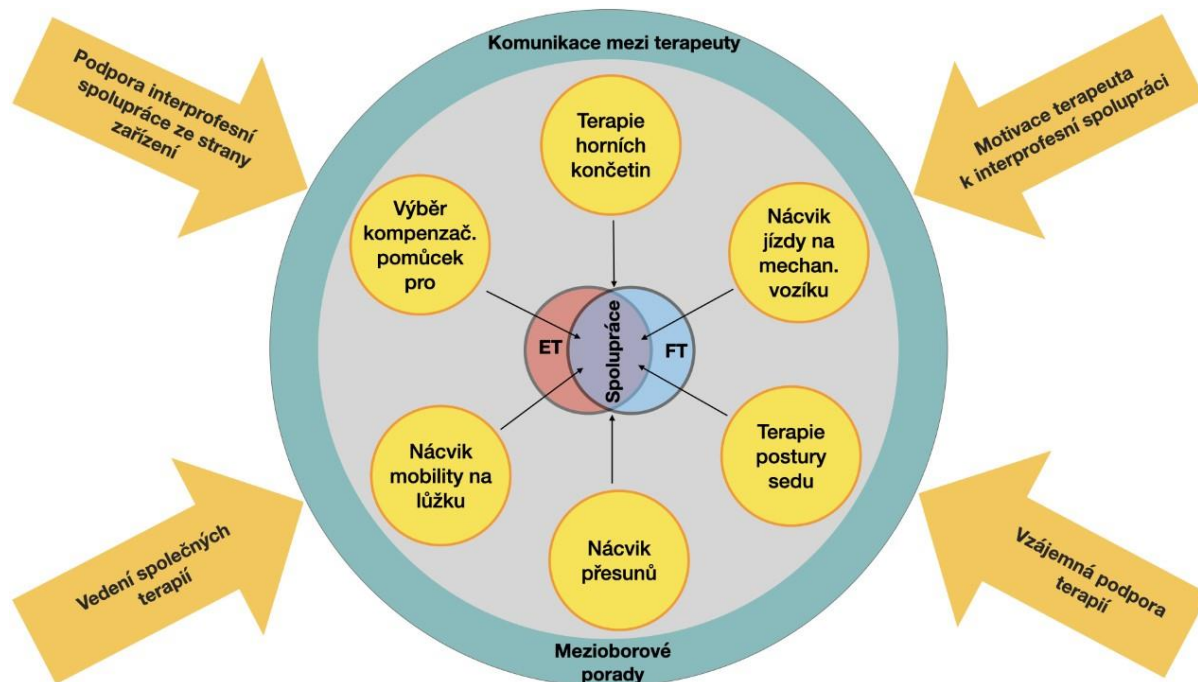 Komunikace mezi terapeuty
Podpora interprofesní
spolupráce ze strany
zařízení
Motivace terapeuta
k interprofesní spolupráci
Terapie
horních
končetin
Výběr
kompenzač.
pomůcek
pro
Nácvik
jízdy na
mechan.
vozíku
ET
Spolupráce
FT
Nácvik
mobility na
lůžku
Terapie
postury
sedu
Nácvik
přesunů
Vedení společných
terapií
Vzájemná podpora
terapií
Mezioborové
porady